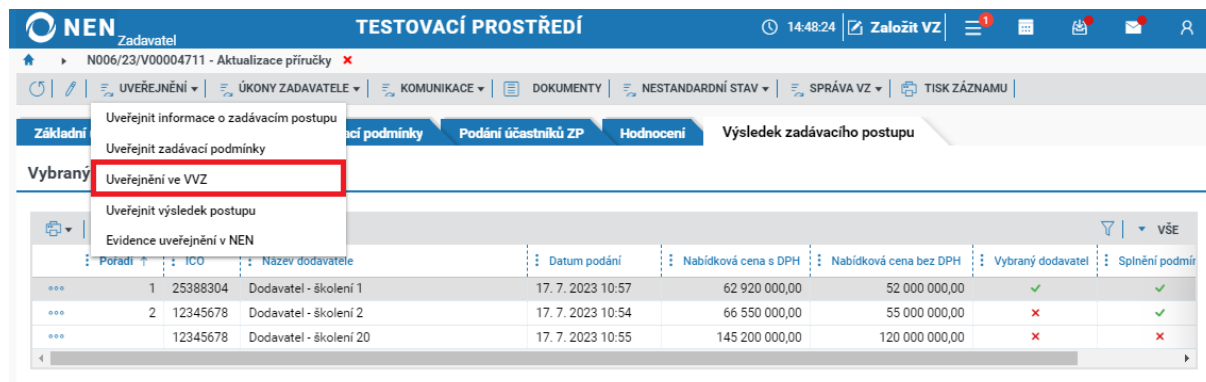 NEN Zadavatel TESTOVACÍ PROSTŘEDÍ 14:48:24 Založit VZ 1
N006/23/V00004711 - Aktualizace příručky
UVEŘEJNĚNÍ ÚKONY ZADAVATELE KOMUNIKACE DOKUMENTY NESTANDARDNÍ STAV SPRÁVA VZ TISK ZÁZNAMU
Uveřejnit informace o zadávacím postupu
Základní podmínky Podání účastníků ZP Hodnocení Výsledek zadávacího postupu
Uveřejnit zadávací podmínky
Vybraný
Uveřejnění ve VVZ
Uveřejnit výsledek postupu
VŠE
Evidence uveřejnění v NEN
Pořadí ↑ IČO Název dodavatele Datum podání Nabídková cena s DPH Nabídková cena bez DPH Vybraný dodavatel Splnění podmír
1 25388304 Dodavatel - školení 1 17. 7. 2023 10:57 62 920 000,00 52 000 000,00
2 12345678 Dodavatel - školení 2 17. 7. 2023 10:54 66 550 000,00 55 000 000,00
12345678 Dodavatel - školení 20 17. 7. 2023 10:55 145 200 000,00 120 000 000,00